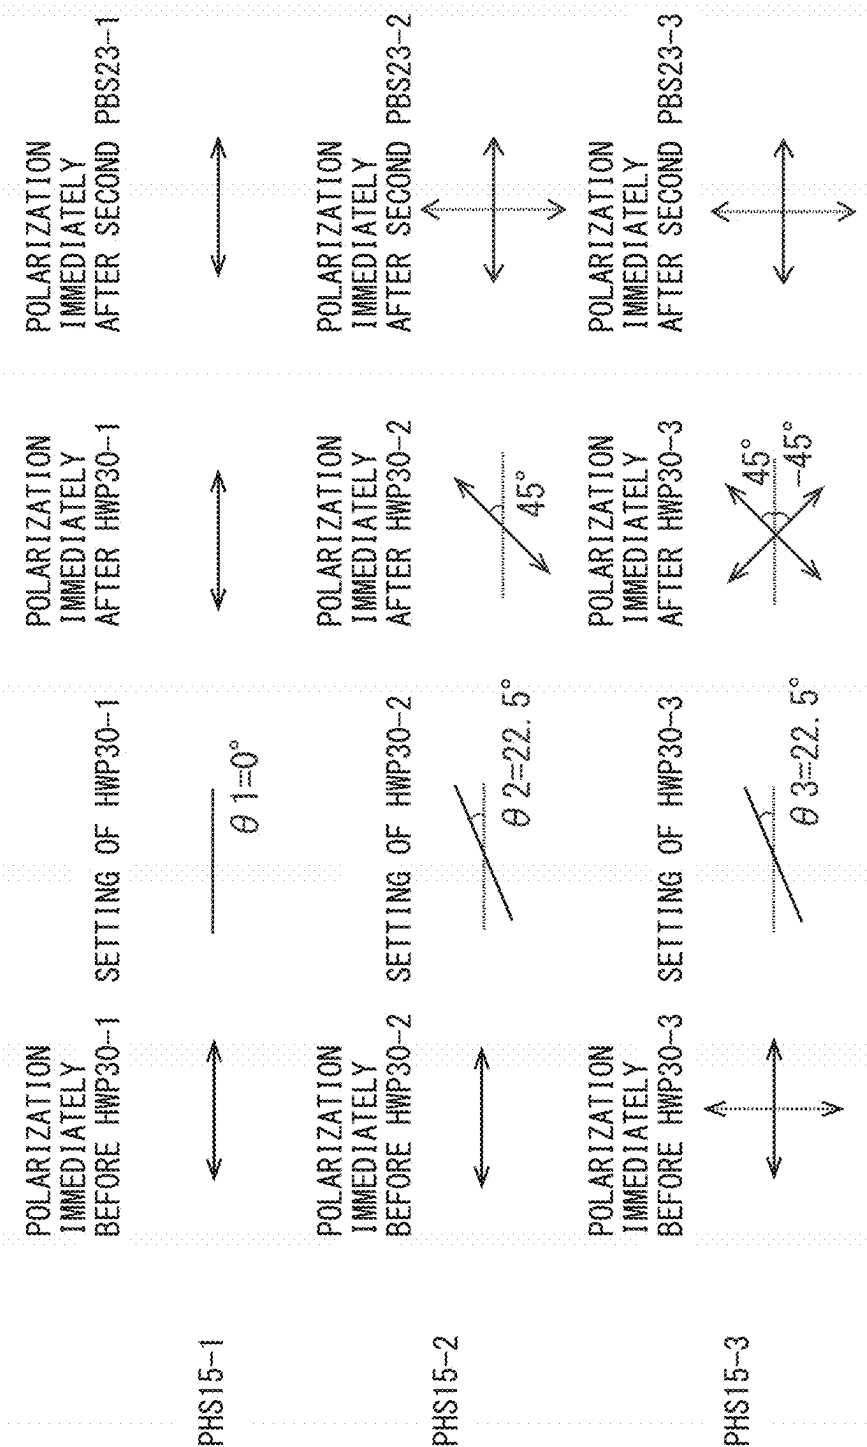 POLARIZATION
IMMEDIATELY
BEFORE HWP30-1
SETTING OF HWP30-1
POLARIZATION
IMMEDIATELY
AFTER HWP30-1
POLARIZATION
IMMEDIATELY
AFTER SECOND PBS23-1
PHS15-1
θ1=0°
POLARIZATION
IMMEDIATELY
BEFORE HWP30-2
SETTING OF HWP30-2
POLARIZATION
IMMEDIATELY
AFTER HWP30-2
POLARIZATION
IMMEDIATELY
AFTER SECOND PBS23-2
PHS15-2
θ2=22.5°
45°
POLARIZATION
IMMEDIATELY
BEFORE HWP30-3
SETTING OF HWP30-3
POLARIZATION
IMMEDIATELY
AFTER HWP30-3
POLARIZATION
IMMEDIATELY
AFTER SECOND PBS23-3
PHS15-3
θ3=22.5°
45°
-45°